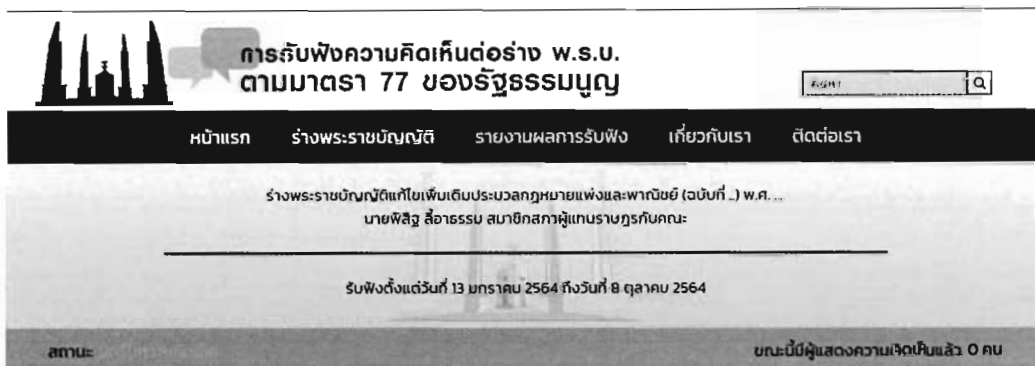 การรับฟังความคิดเห็นต่อร่าง พ.ร.บ.
ตามมาตรา 77 ของรัฐธรรมนูญ
ค้นหา
หน้าแรก ร่างพระราชบัญญัติ รายงานผลการรับฟัง เกี่ยวกับเรา ติดต่อเรา
ร่างพระราชบัญญัติแก้ไขเพิ่มเติมประมวลกฎหมายแพ่งและพาณิชย์ (ฉบับที่ ..) พ.ศ. ...
นายพิสิฐ ลี้อาธรรม สมาชิกสภาผู้แทนราษฎรกับคณะ
รับฟังตั้งแต่วันที่ 13 มกราคม 2564 ถึงวันที่ 8 ตุลาคม 2564
สถานะ
ขณะนี้มีผู้แสดงความคิดเห็นแล้ว 0 คน